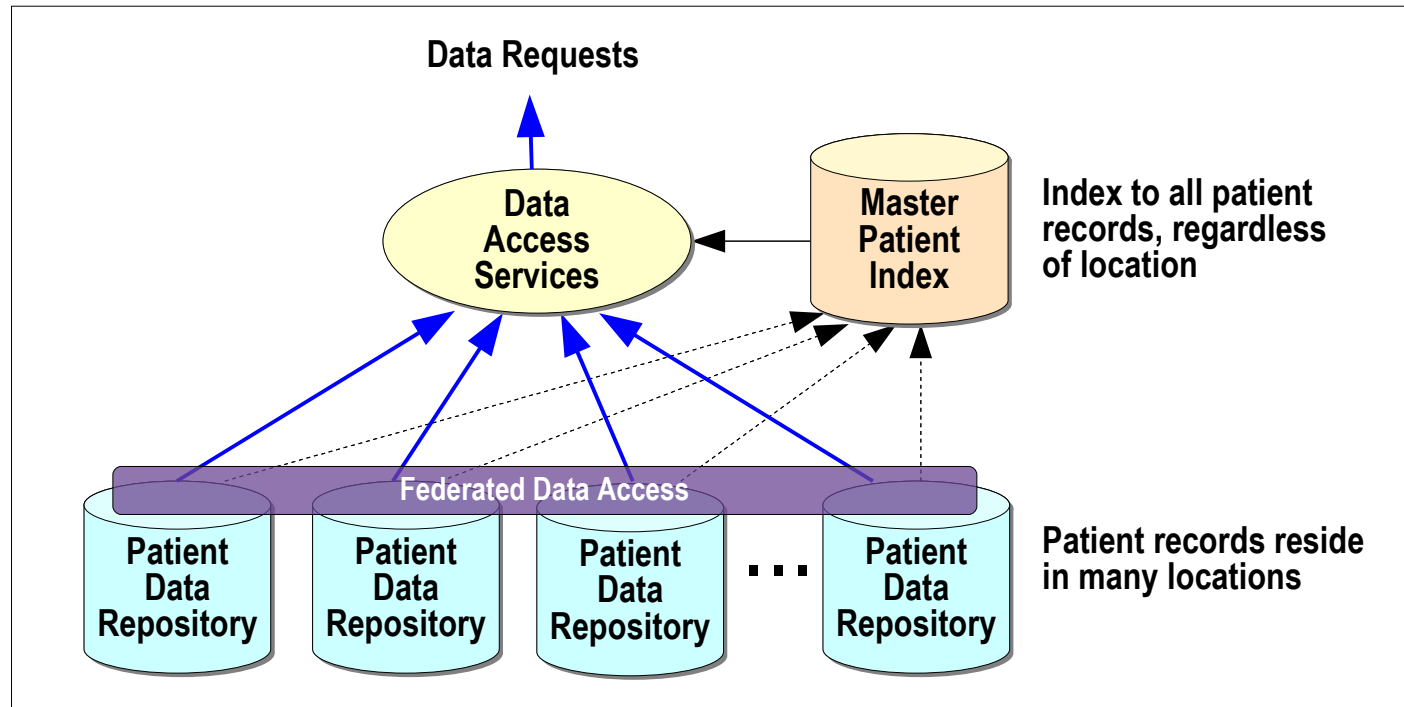 Data Requests
Data
Access
Services
Master
Patient
Index
Index to all patient
records, regardless
of location
Federated Data Access
Patient
Data
Repository
Patient
Data
Repository
Patient
Data
Repository
...
Patient
Data
Repository
Patient records reside
in many locations